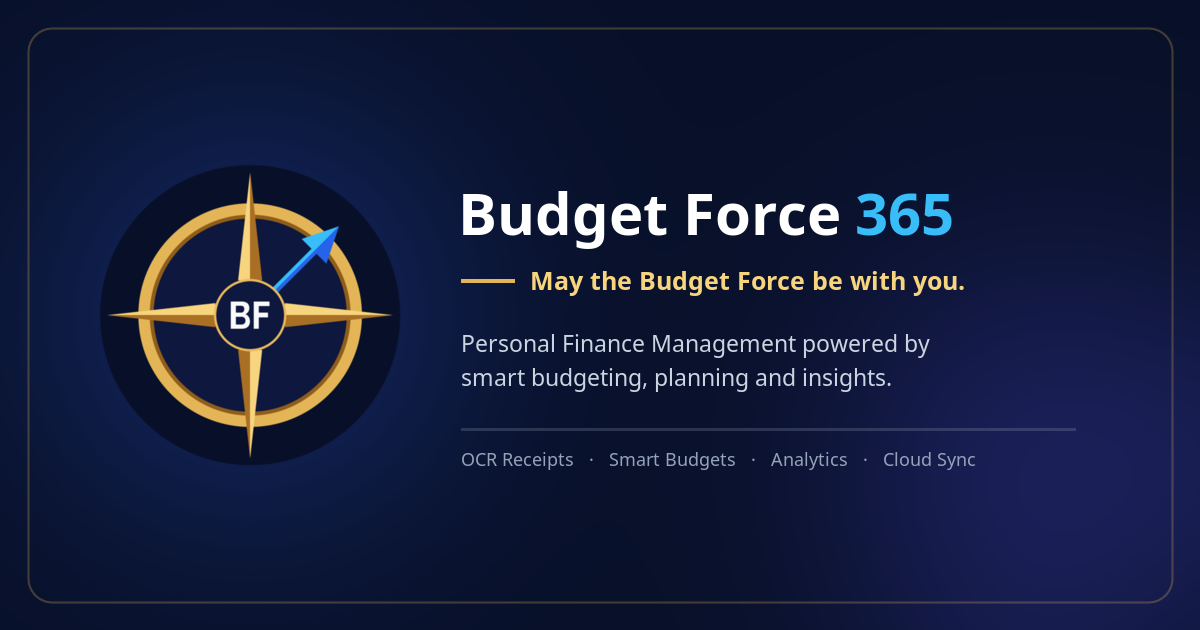 BF
Budget Force 365
May the Budget Force be with you.
Personal Finance Management powered by
smart budgeting, planning and insights.
OCR Receipts · Smart Budgets · Analytics · Cloud Sync